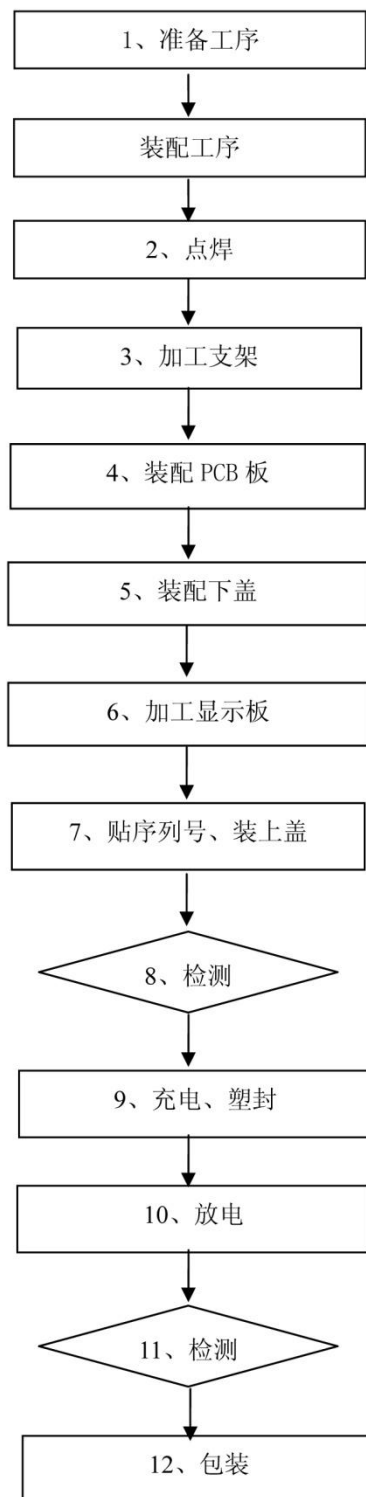 1、准备工序
装配工序
2、点焊
3、加工支架
4、装配 PCB 板
5、装配下盖
6、加工显示板
7、贴序列号、装上盖
8、检测
9、充电、塑封
10、放电
11、检测
12、包装